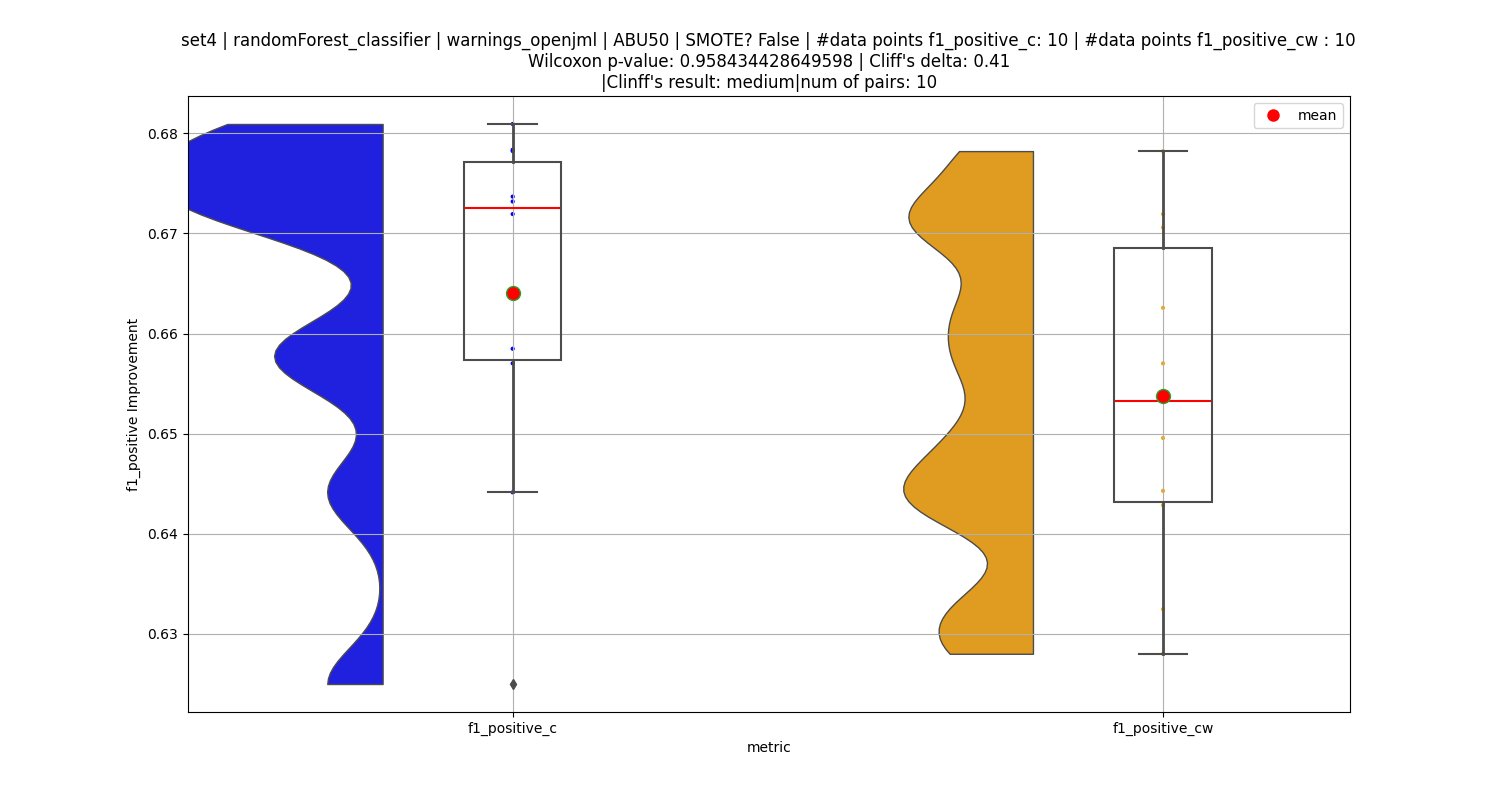 set4 | randomForest_classifier | warnings_openjml | ABU50 | SMOTE? False | #data points f1_positive_c: 10 | #data points f1_positive_cw : 10
Wilcoxon p-value: 0.958434428649598 | Cliff's delta: 0.41
|Clinff's result: medium|num of pairs: 10
mean
0.68
0.67
0.66
0.65
0.64
0.63
f1_positive Improvement
f1_positive_c
f1_positive_cw
metric